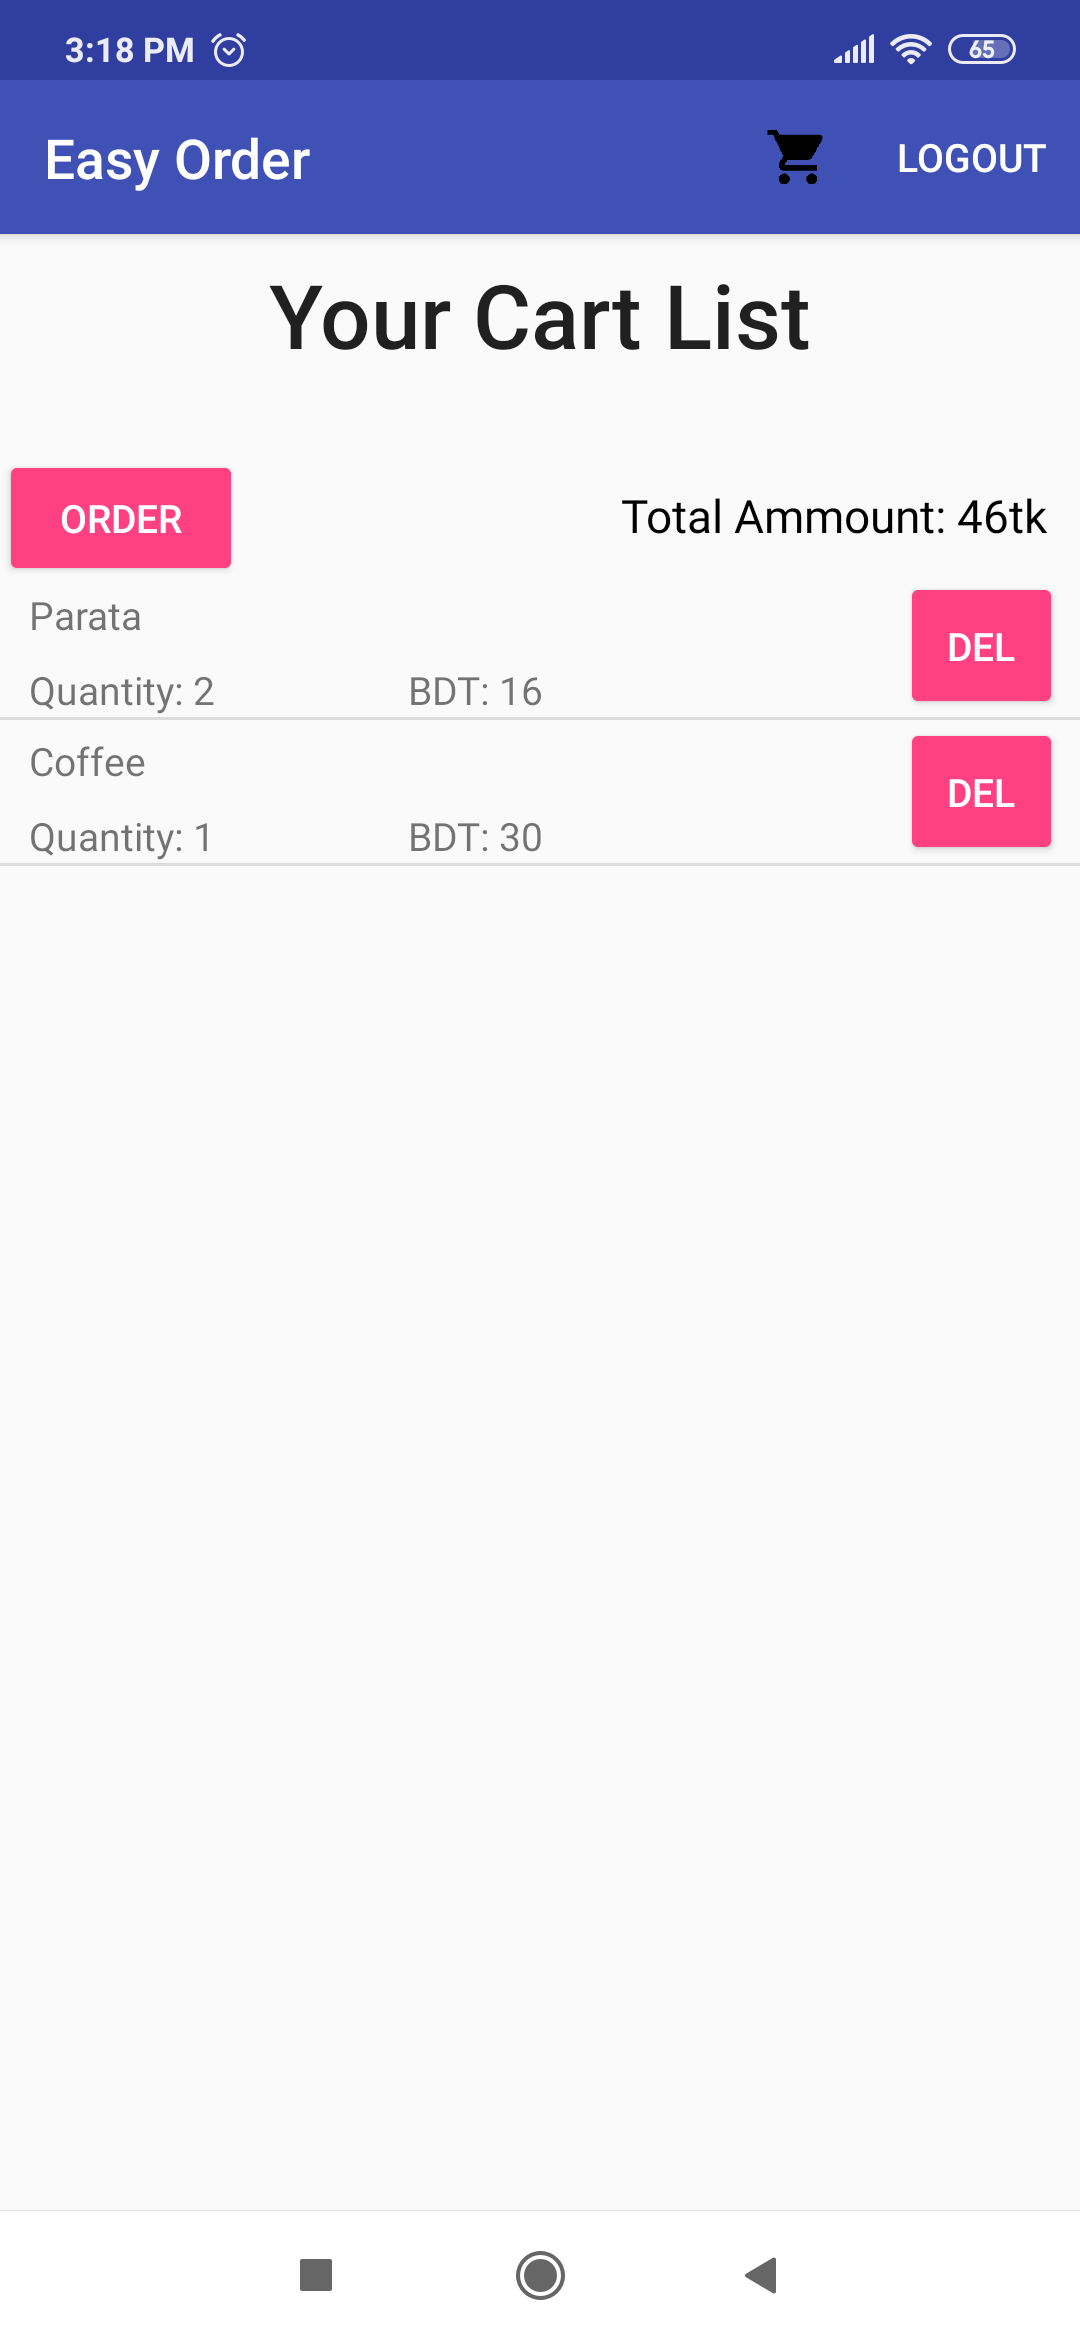 3:18 PM 65
Easy Order LOGOUT
Your Cart List
ORDER Total Ammount: 46tk
Parata
DEL
Quantity: 2 BDT: 16
Coffee
DEL
Quantity: 1 BDT: 30